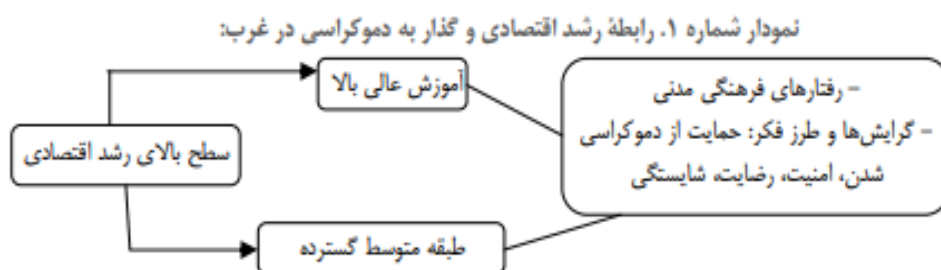 نمودار شماره ۱. رابطهٔ رشد اقتصادی و گذار به دموکراسی در غرب:
آموزش عالی بالا
- رفتارهای فرهنگی مدنی
- گرایش‌ها و طرز فکر: حمایت از دموکراسی
شدن، امنیت، رضایت، شایستگی
سطح بالای رشد اقتصادی
طبقه متوسط گسترده